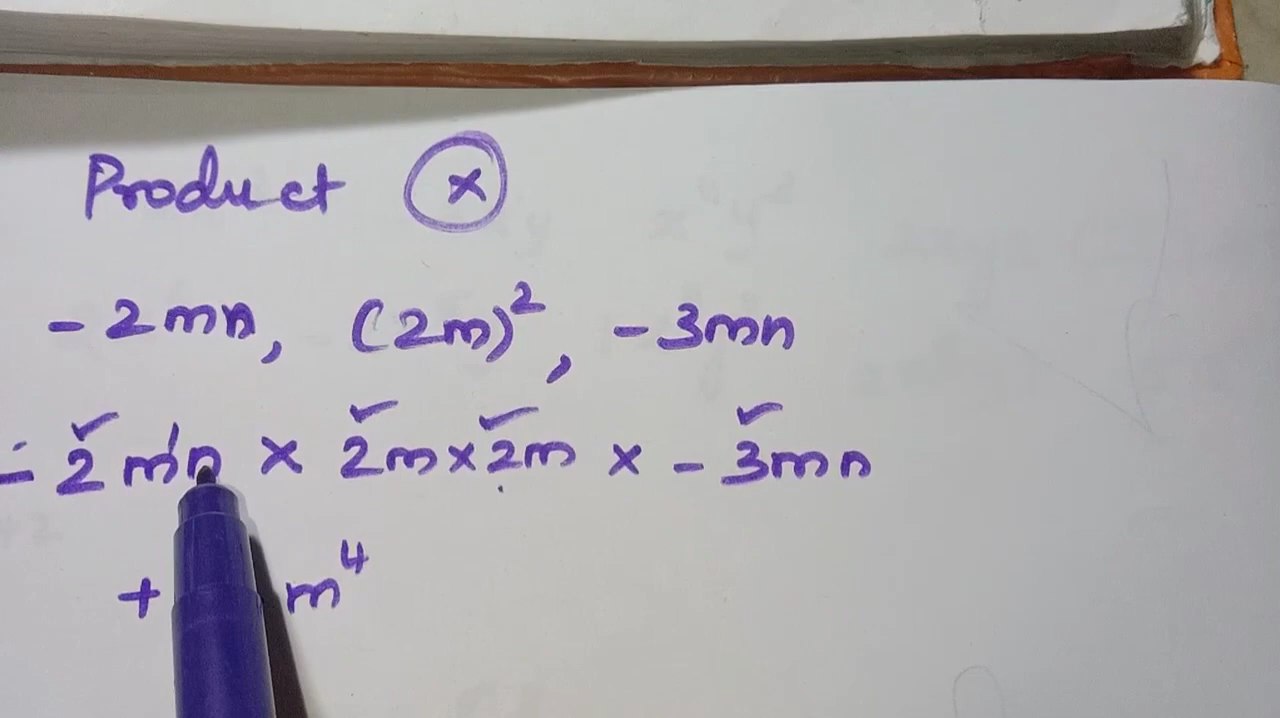 Product ⓧ
- 2mn, (2m)², -3mn
- 2mn × 2m × 2m × - 3mn
+ m⁴